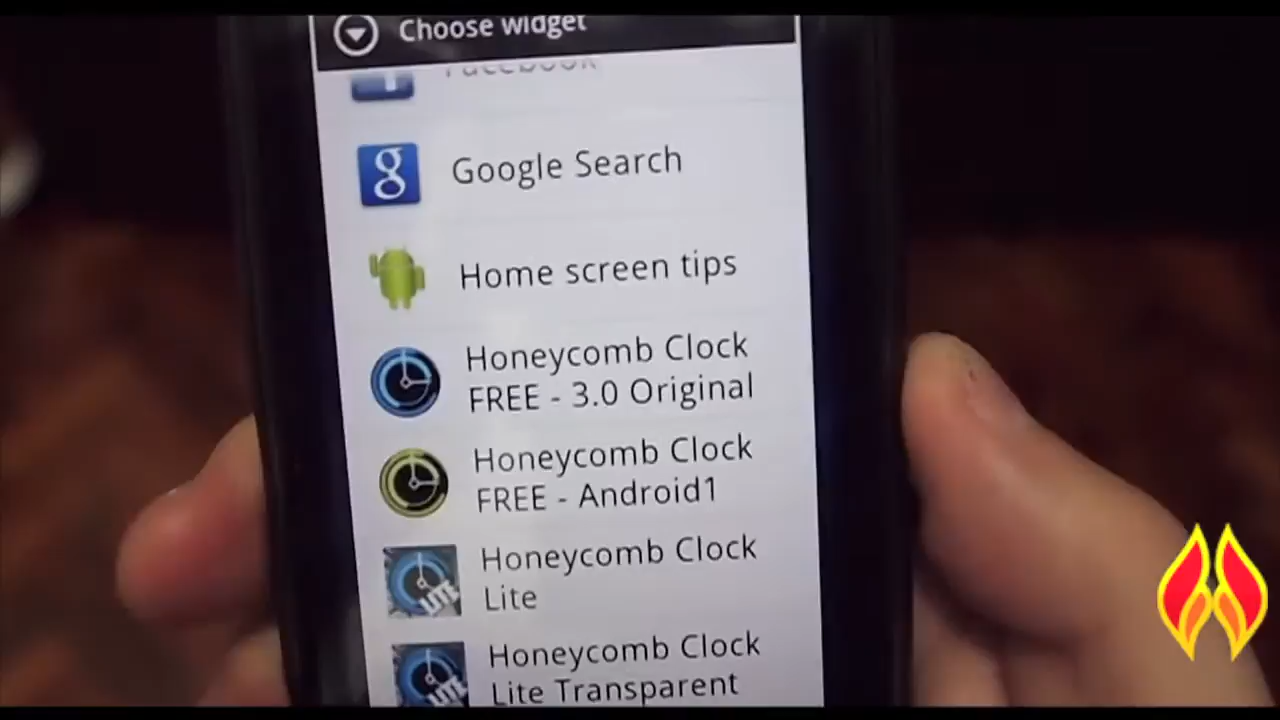 Choose widget
Facebook
Google Search
Home screen tips
Honeycomb Clock
FREE - 3.0 Original
Honeycomb Clock
FREE - Android1
Honeycomb Clock
Lite
Honeycomb Clock
Lite Transparent